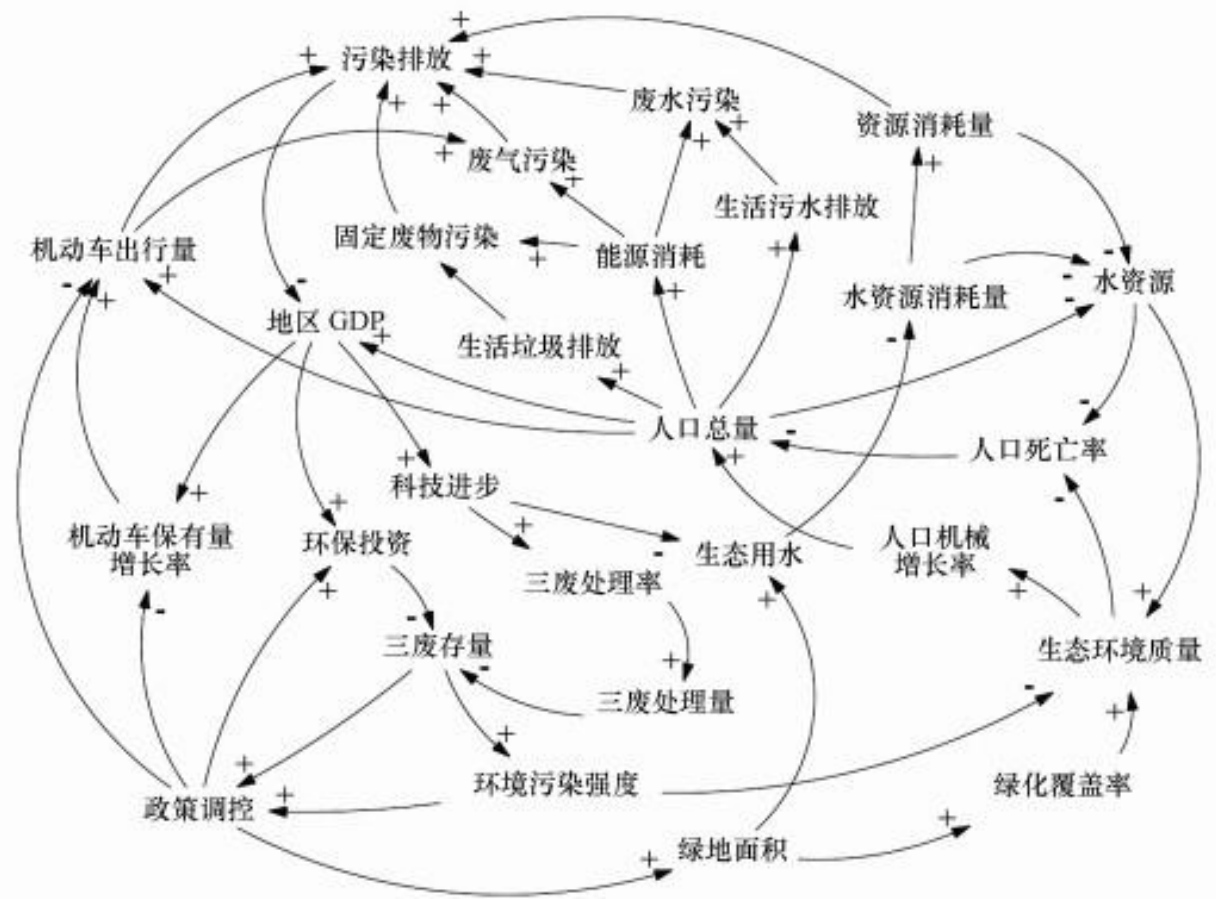 污染排放
废水污染
资源消耗量
废气污染
生活污水排放
机动车出行量
固定废物污染
能源消耗
水资源
水资源消耗量
地区 GDP
生活垃圾排放
人口总量
人口死亡率
科技进步
机动车保有量
增长率
环保投资
生态用水
人口机械
增长率
三废处理率
三废存量
生态环境质量
三废处理量
环境污染强度
绿化覆盖率
政策调控
绿地面积